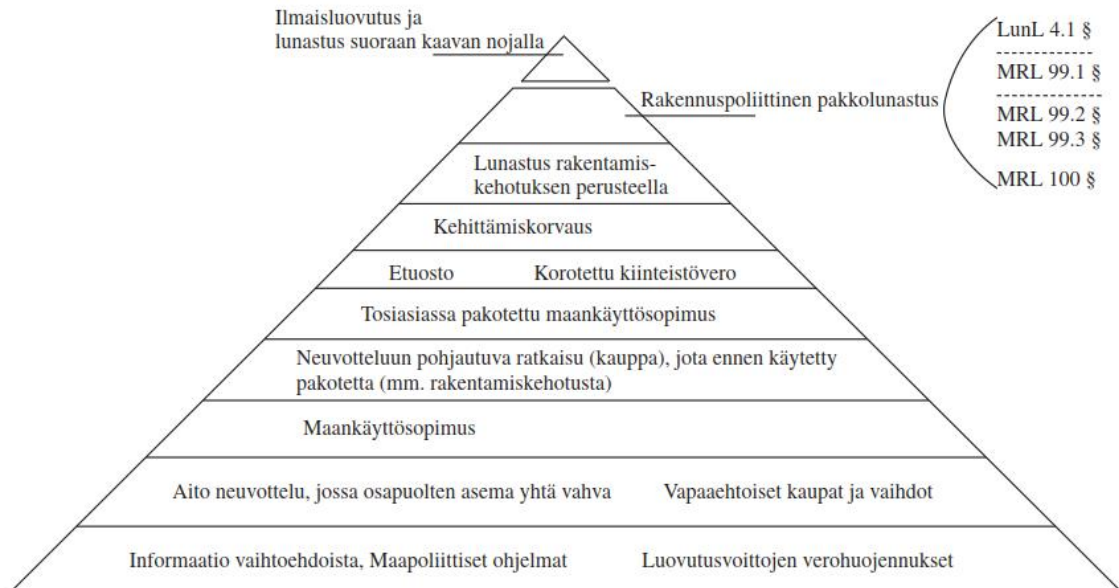 Ilmaisluovutus ja
lunastus suoraan kaavan nojalla
Rakennuspoliittinen pakkolunastus
LunL 4.1 §
MRL 99.1 §
MRL 99.2 §
MRL 99.3 §
MRL 100 §
Lunastus rakentamis-
kehotuksen perusteella
Kehittämiskorvaus
Etuosto Korotettu kiinteistövero
Tosiasiassa pakotettu maankäyttösopimus
Neuvotteluun pohjautuva ratkaisu (kauppa), jota ennen käytetty
pakotetta (mm. rakentamiskehotusta)
Maankäyttösopimus
Aito neuvottelu, jossa osapuolten asema yhtä vahva Vapaaehtoiset kaupat ja vaihdot
Informaatio vaihtoehdoista, Maapoliittiset ohjelmat Luovutusvoittojen verohuojennukset